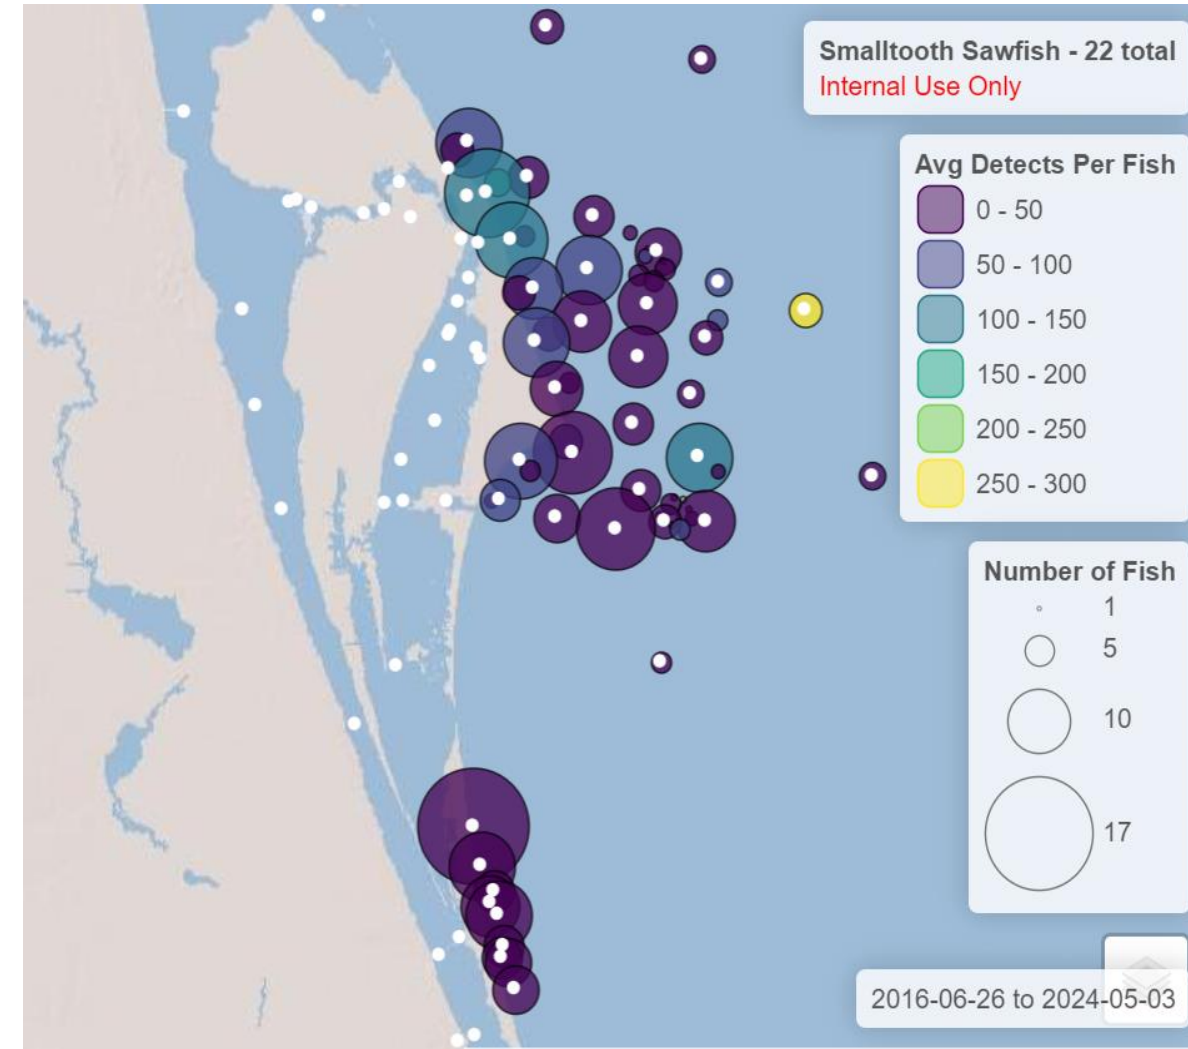 Smalltooth Sawfish - 22 total
Internal Use Only
Avg Detects Per Fish
0 - 50
50 - 100
100 - 150
150 - 200
200 - 250
250 - 300
Number of Fish
1
5
10
17
2016-06-26 to 2024-05-03